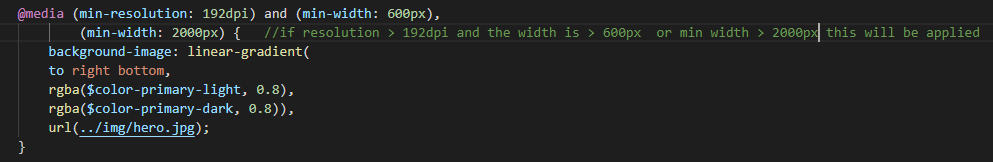 @media (min-resolution: 192dpi) and (min-width: 600px),
(min-width: 2000px) {   //if resolution > 192dpi and the width is > 600px  or min width > 2000px this will be applied
background-image: linear-gradient(
to right bottom,
rgba($color-primary-light, 0.8),
rgba($color-primary-dark, 0.8)),
url(../img/hero.jpg);
}